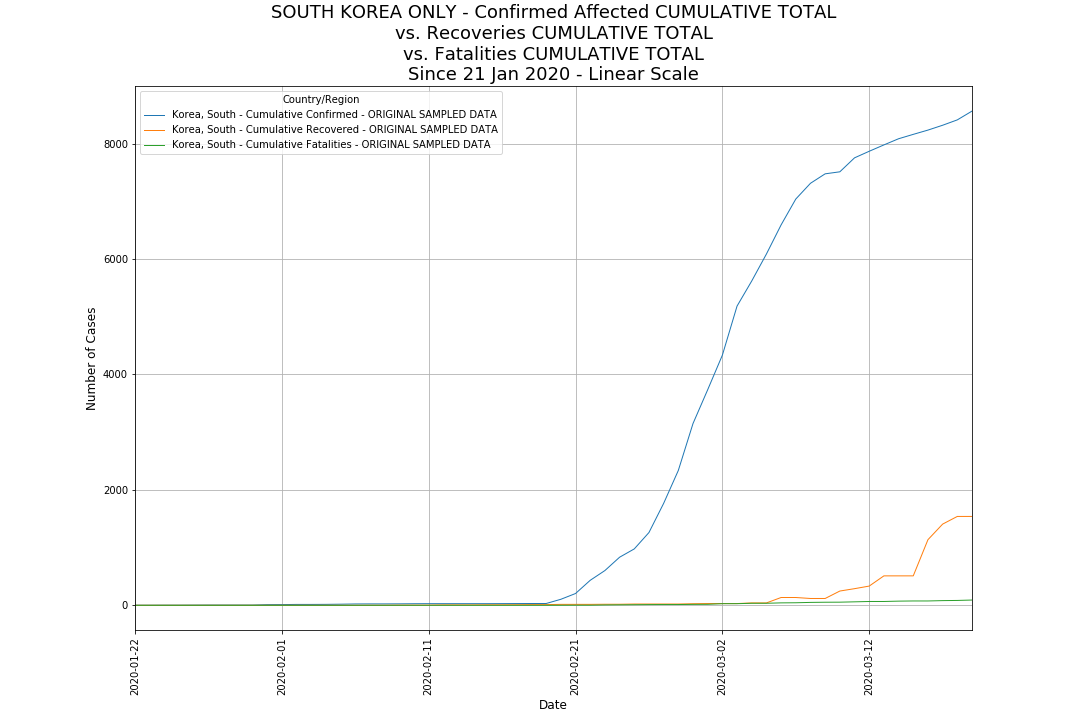 SOUTH KOREA ONLY - Confirmed Affected CUMULATIVE TOTAL
vs. Recoveries CUMULATIVE TOTAL
vs. Fatalities CUMULATIVE TOTAL
Since 21 Jan 2020 - Linear Scale
Country/Region
Korea, South - Cumulative Confirmed - ORIGINAL SAMPLED DATA
Korea, South - Cumulative Recovered - ORIGINAL SAMPLED DATA
Korea, South - Cumulative Fatalities - ORIGINAL SAMPLED DATA
Number of Cases
8000
6000
4000
2000
0
2020-01-22
2020-02-01
2020-02-11
2020-02-21
2020-03-02
2020-03-12
Date